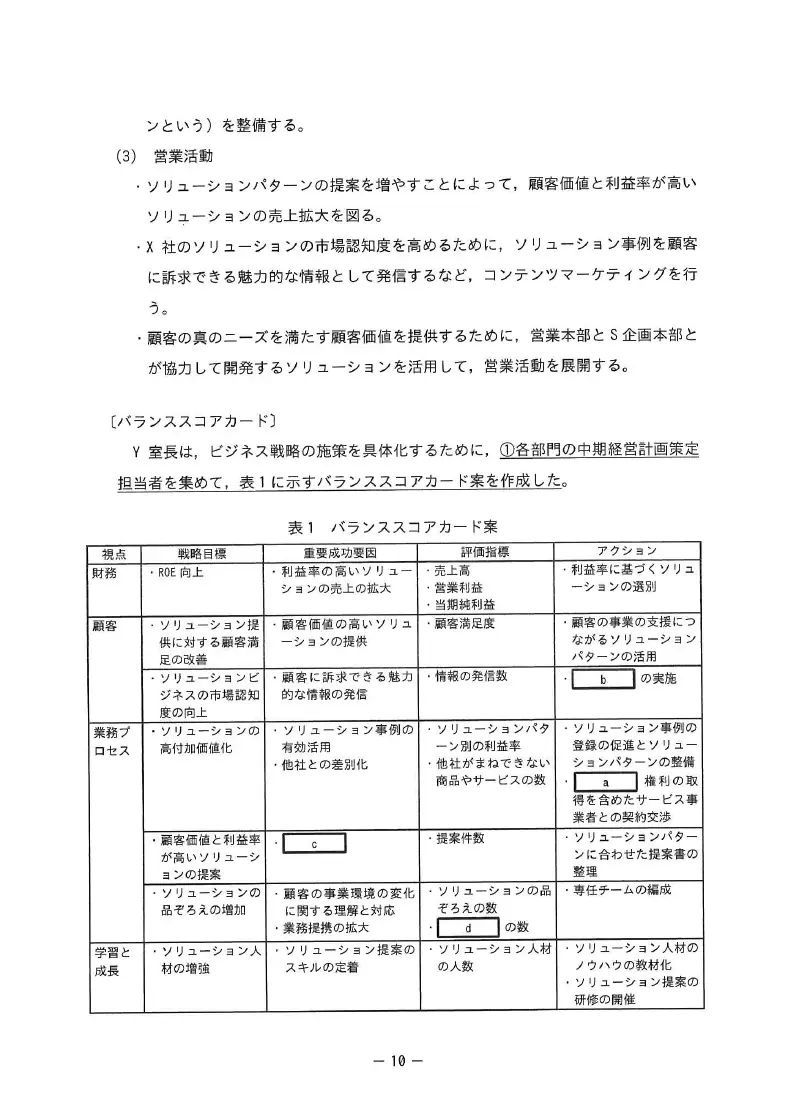 ンという）を整備する。
(3) 営業活動
・ソリューションパターンの提案を増やすことによって，顧客価値と利益率が高い
ソリューションの売上拡大を図る。
・X 社のソリューションの市場認知度を高めるために，ソリューション事例を顧客
に訴求できる魅力的な情報として発信するなど，コンテンツマーケティングを行
う。
・顧客の真のニーズを満たす顧客価値を提供するために，営業本部と S 企画本部と
が協力して開発するソリューションを活用して，営業活動を展開する。
〔バランススコアカード〕
Y 室長は，ビジネス戦略の施策を具体化するために，①各部門の中期経営計画策定
担当者を集めて，表 1 に示すバランススコアカード案を作成した。
表 1 バランススコアカード案
視点 戦略目標 重要成功要因 評価指標 アクション
財務
・ROE 向上
・利益率の高いソリュー
ションの売上の拡大
・売上高
・営業利益
・当期純利益
・利益率に基づくソリュ
ーションの選別
顧客
・ソリューション提
供に対する顧客満
足の改善
・顧客価値の高いソリュ
ーションの提供
・顧客満足度
・顧客の事業の支援につ
ながるソリューション
パターンの活用
・ソリューションビ
ジネスの市場認知
度の向上
・顧客に訴求できる魅力
的な情報の発信
・情報の発信数
・ b の実施
業務プ
ロセス
・ソリューションの
高付加価値化
・ソリューション事例の
有効活用
・他社との差別化
・ソリューションパタ
ーン別の利益率
・他社がまねできない
商品やサービスの数
・ソリューション事例の
登録の促進とソリュー
ションパターンの整備
・ a 権利の取
得を含めたサービス事
業者との契約交渉
・顧客価値と利益率
が高いソリューシ
ョンの提案
・ c
・提案件数
・ソリューションパター
ンに合わせた提案書の
整理
・ソリューションの
品ぞろえの増加
・顧客の事業環境の変化
に関する理解と対応
・業務提携の拡大
・ソリューションの品
ぞろえの数
・ d の数
・専任チームの編成
学習と
成長
・ソリューション人
材の増強
・ソリューション提案の
スキルの定着
・ソリューション人材
の人数
・ソリューション人材の
ノウハウの教材化
・ソリューション提案の
研修の開催
－ 10 －